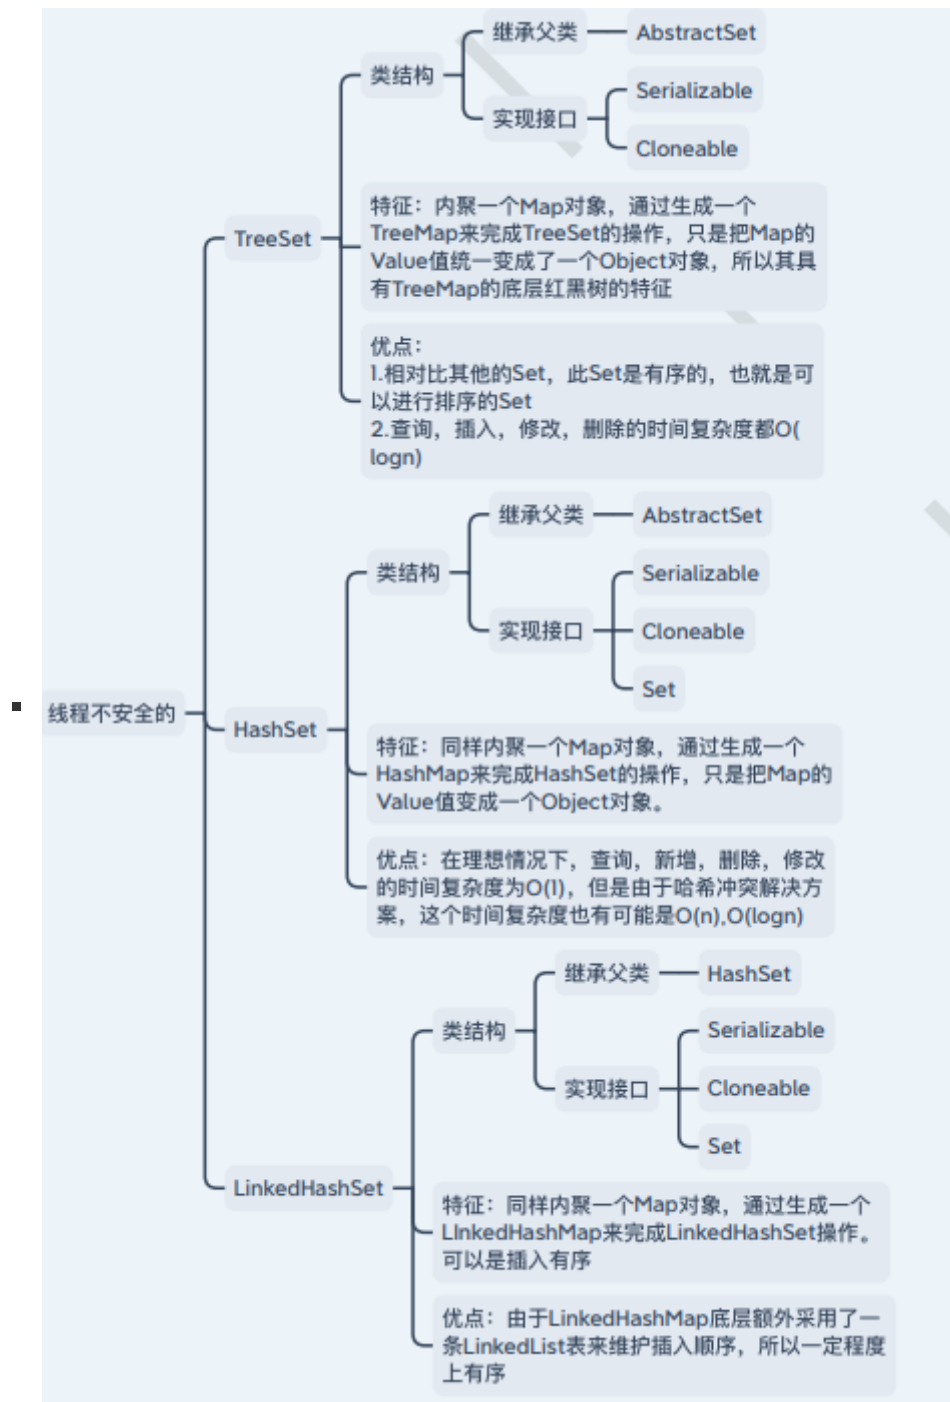 继承父类
AbstractSet
类结构
Serializable
实现接口
Cloneable
特征：内聚一个Map对象，通过生成一个
TreeMap来完成TreeSet的操作，只是把Map的
Value值统一变成了一个Object对象，所以其具
有TreeMap的底层红黑树的特征
TreeSet
优点：
1.相对比其他的Set，此Set是有序的，也就是可
以进行排序的Set
2.查询，插入，修改，删除的时间复杂度都O(
logn)
继承父类
AbstractSet
类结构
Serializable
实现接口
Cloneable
Set
线程不安全的
HashSet
特征：同样内聚一个Map对象，通过生成一个
HashMap来完成HashSet的操作，只是把Map的
Value值变成一个Object对象。
优点：在理想情况下，查询，新增，删除，修改
的时间复杂度为O(1)，但是由于哈希冲突解决方
案，这个时间复杂度也有可能是O(n),O(logn)
继承父类
HashSet
类结构
Serializable
实现接口
Cloneable
Set
LinkedHashSet
特征：同样内聚一个Map对象，通过生成一个
LInkedHashMap来完成LinkedHashSet操作。
可以是插入有序
优点：由于LinkedHashMap底层额外采用了一
条LinkedList表来维护插入顺序，所以一定程度
上有序